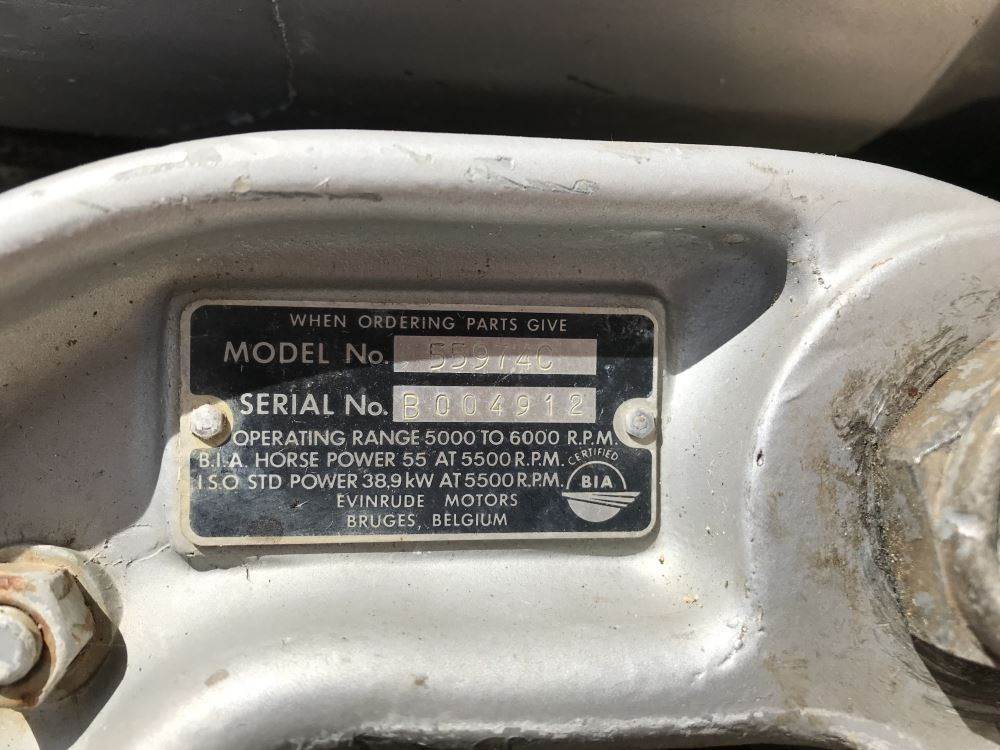 WHEN ORDERING PARTS GIVE
MODEL No. 55974C
SERIAL No. B004912
OPERATING RANGE 5000 TO 6000 R.P.M.
B.I.A. HORSE POWER 55 AT 5500 R.P.M.
I.S.O STD POWER 38,9 kW AT 5500 R.P.M.
CERTIFIED
BIA
EVINRUDE MOTORS
BRUGES, BELGIUM